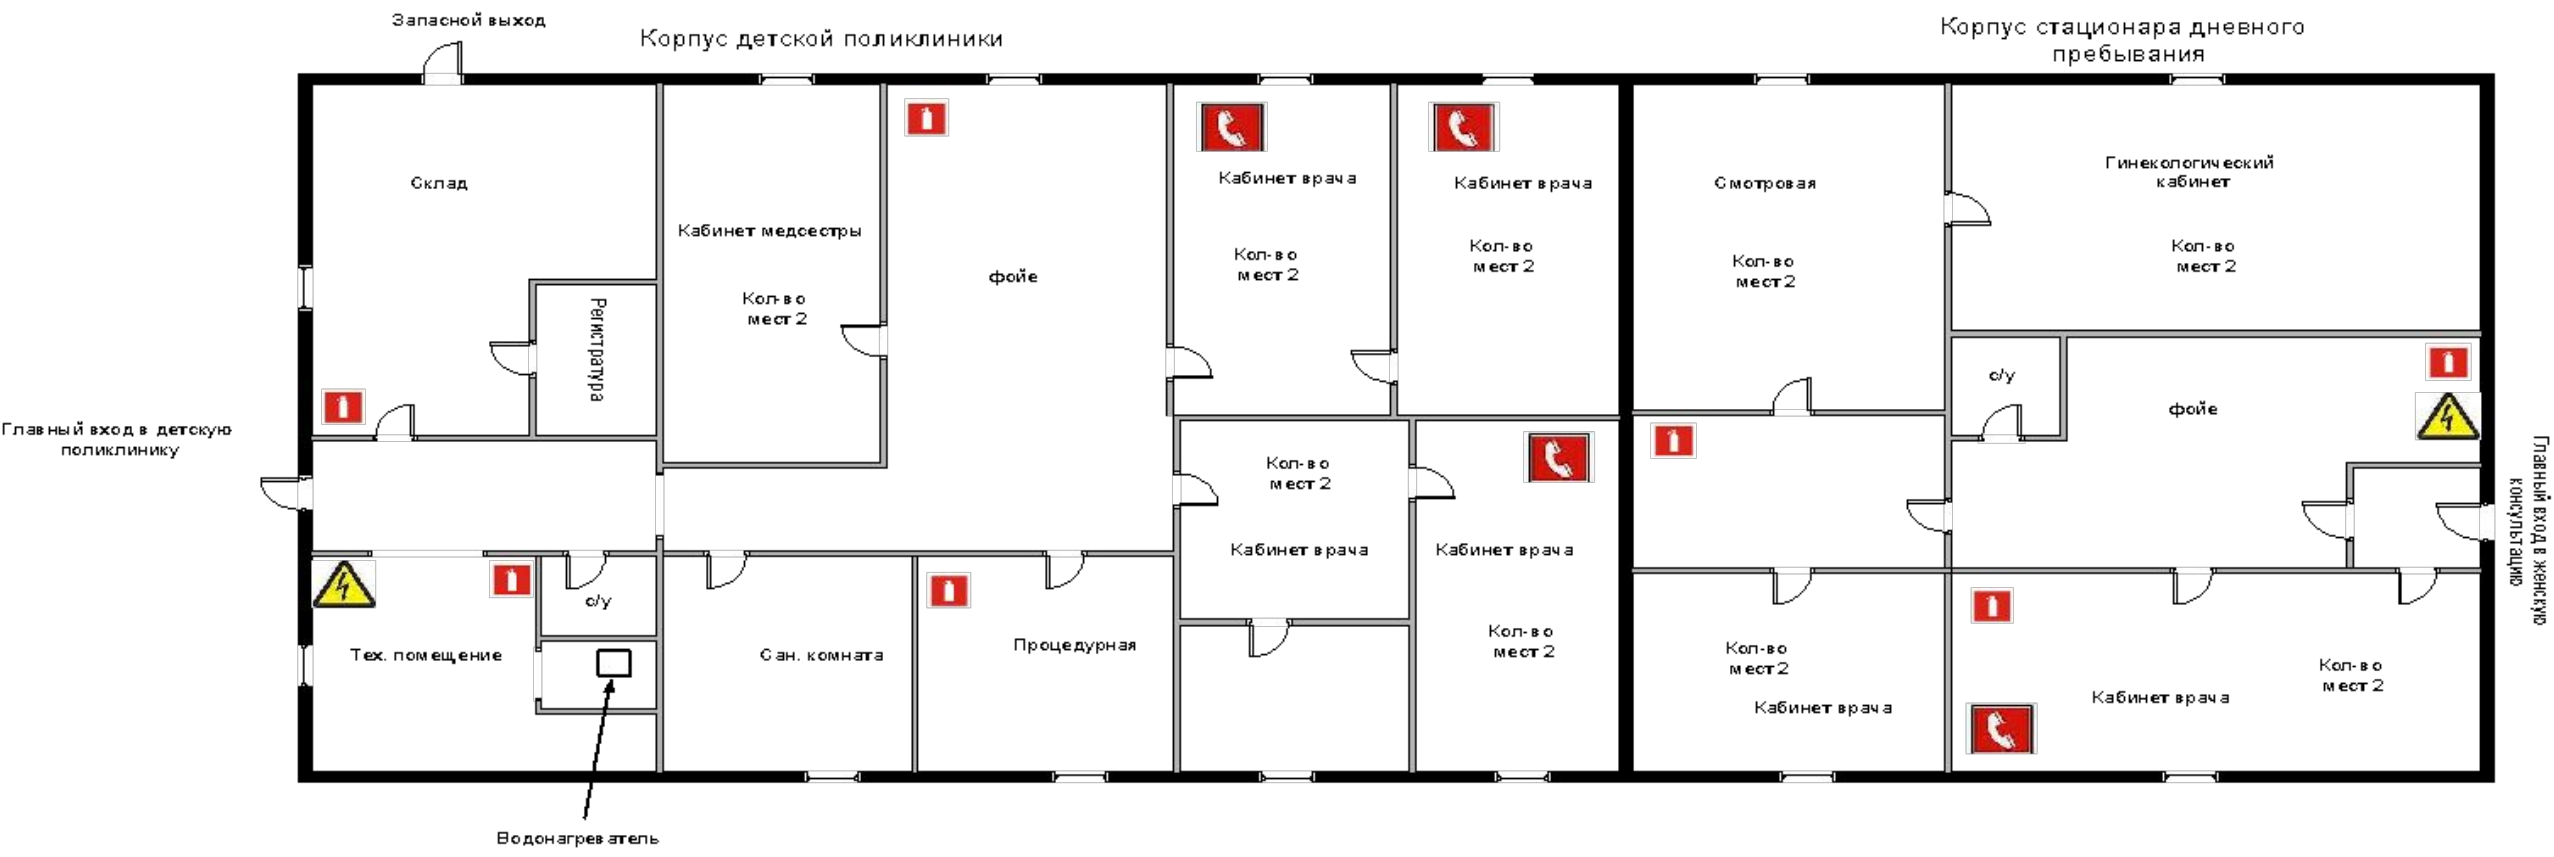 Запасной выход
Корпус детской поликлиники
Корпус стационара дневного
пребывания
Склад
Регистратура
Кабинет медсестры
Кол-во
мест 2
фойе
Кабинет врача
Кол-во
мест 2
Кабинет врача
Кол-во
мест 2
Смотровая
Кол-во
мест 2
Гинекологический
кабинет
Кол-во
мест 2
с/у
фойе
Главный вход в детскую
поликлинику
Главный вход в женскую
консультацию
Кол-во
мест 2
Кабинет врача
Кабинет врача
Кол-во
мест 2
с/у
Тех. помещение
Сан. комната
Процедурная
Кол-во
мест 2
Кабинет врача
Кабинет врача
Кол-во
мест 2
Водонагреватель